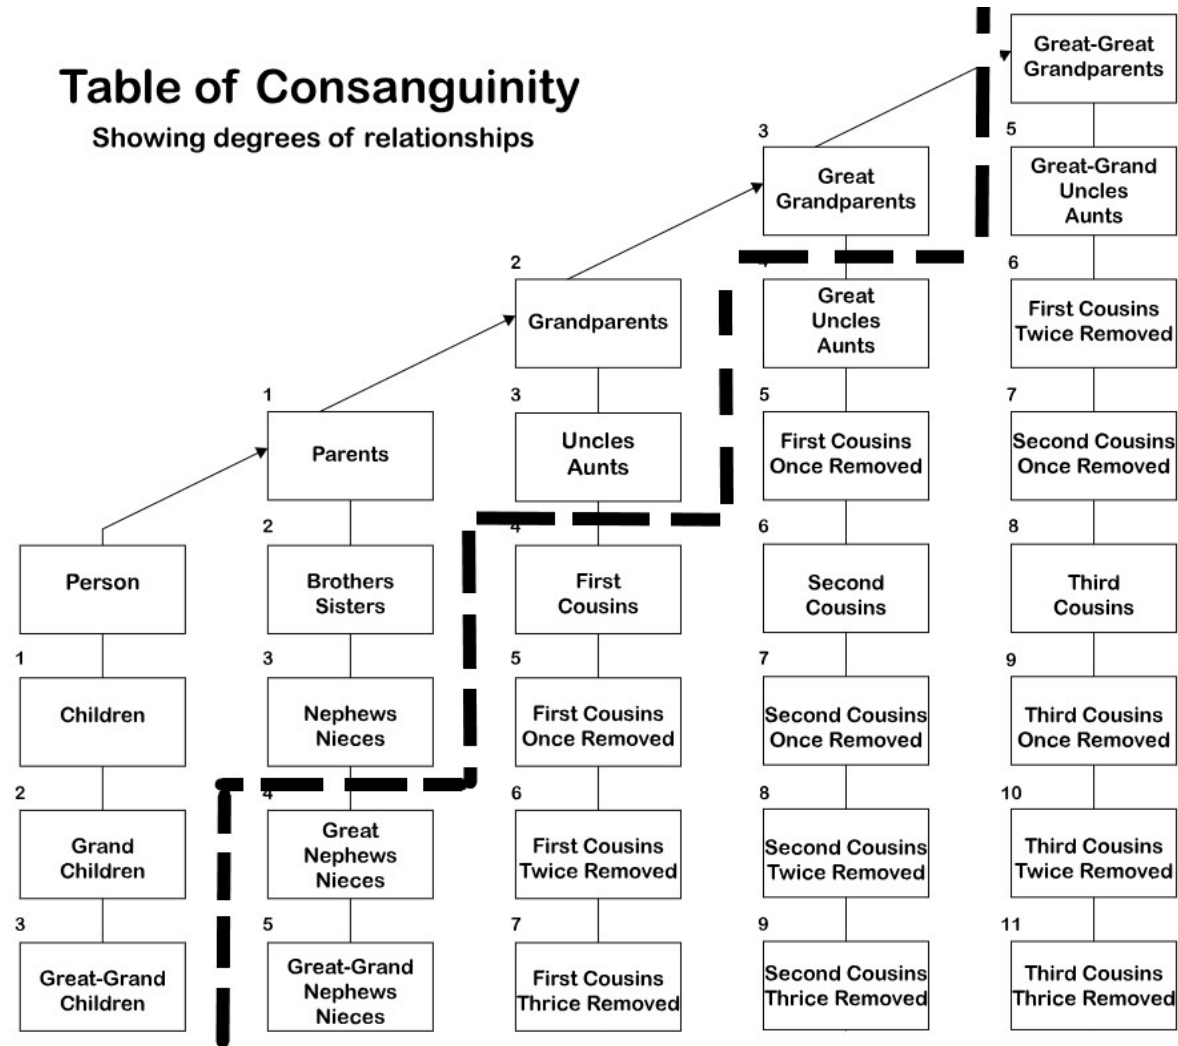 Table of Consanguinity
Showing degrees of relationships
Person
1
Children
2
Grand
Children
3
Great-Grand
Children
1
Parents
2
Brothers
Sisters
3
Nephews
Nieces
4
Great
Nephews
Nieces
5
Great-Grand
Nephews
Nieces
2
Grandparents
3
Uncles
Aunts
4
First
Cousins
5
First Cousins
Once Removed
6
First Cousins
Twice Removed
7
First Cousins
Thrice Removed
3
Great
Grandparents
Great
Uncles
Aunts
5
First Cousins
Once Removed
6
Second
Cousins
7
Second Cousins
Once Removed
8
Second Cousins
Twice Removed
9
Second Cousins
Thrice Removed
Great-Great
Grandparents
5
Great-Grand
Uncles
Aunts
6
First Cousins
Twice Removed
7
Second Cousins
Once Removed
8
Third
Cousins
9
Third Cousins
Once Removed
10
Third Cousins
Twice Removed
11
Third Cousins
Thrice Removed